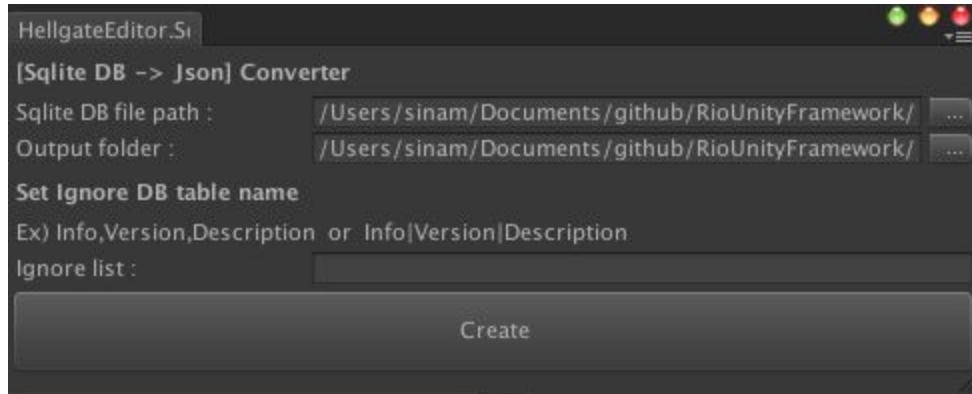 HellgateEditor.S
[Sqlite DB -> Json] Converter
Sqlite DB file path : /Users/sinam/Documents/github/RioUnityFramework/ ...
Output folder : /Users/sinam/Documents/github/RioUnityFramework/ ...
Set Ignore DB table name
Ex) Info,Version,Description or Info|Version|Description
Ignore list :
Create